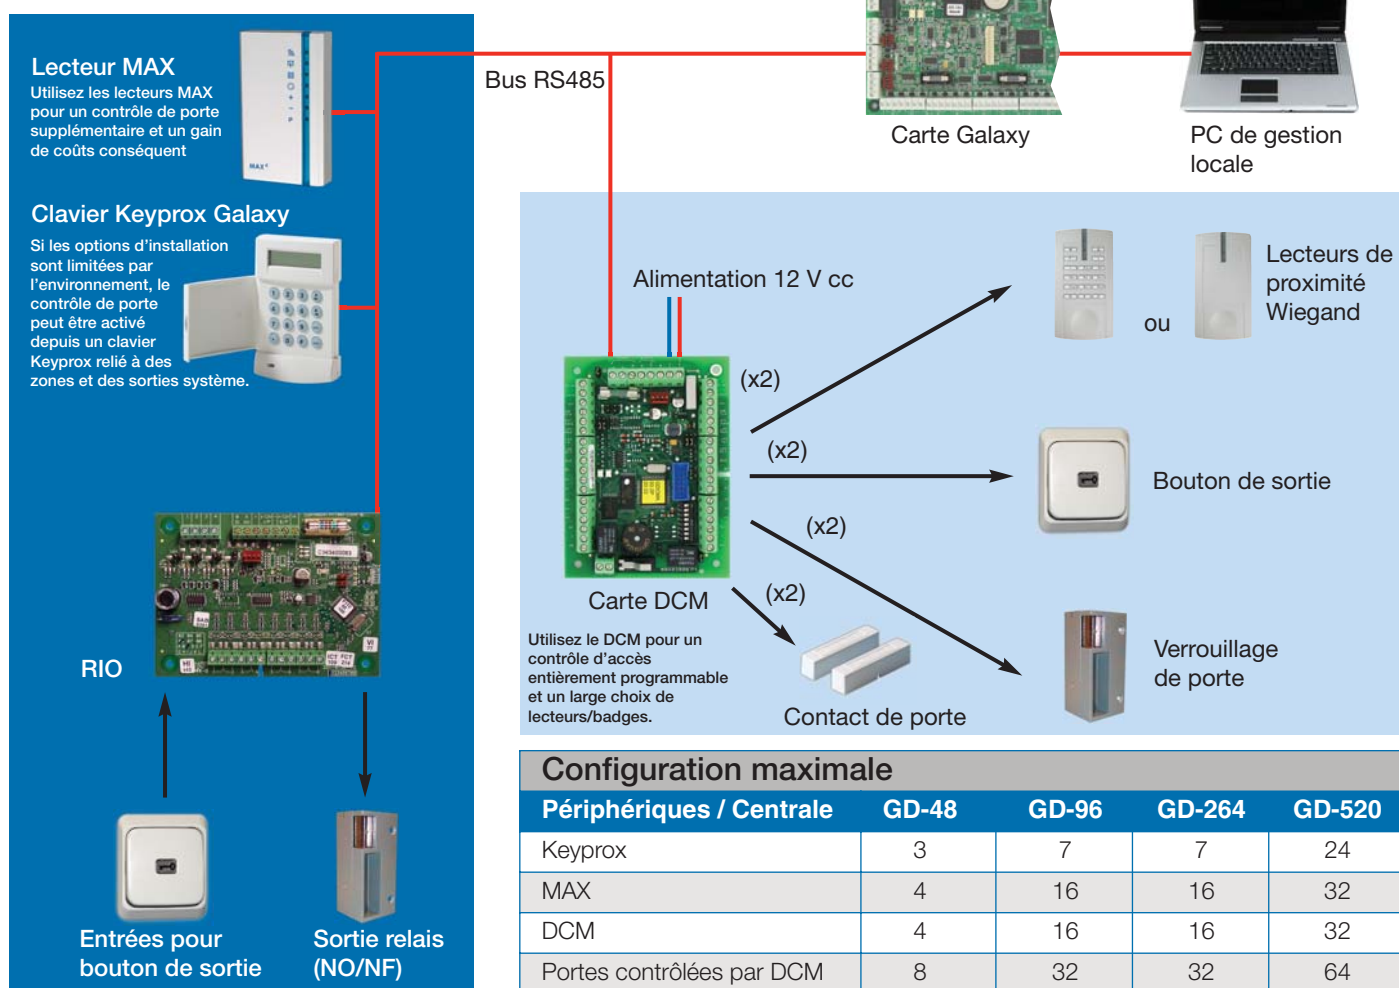 Lecteur MAX
Utilisez les lecteurs MAX
pour un contrôle de porte
supplémentaire et un gain
de coûts conséquent
MAX
Clavier Keyprox Galaxy
Si les options d'installation
sont limitées par
l'environnement, le
contrôle de porte
peut être activé
depuis un clavier
Keyprox relié à des
zones et des sorties système.
RIO
Entrées pour
bouton de sortie
Sortie relais
(NO/NF)
Bus RS485
Carte Galaxy
PC de gestion
locale
Alimentation 12 V cc
(x2)
(x2)
(x2)
(x2)
Lecteurs de
proximité
Wiegand
ou
Bouton de sortie
Verrouillage
de porte
Contact de porte
Carte DCM
Utilisez le DCM pour un
contrôle d'accès
entièrement programmable
et un large choix de
lecteurs/badges.
Configuration maximale
Périphériques / Centrale GD-48 GD-96 GD-264 GD-520
Keyprox 3 7 7 24
MAX 4 16 16 32
DCM 4 16 16 32
Portes contrôlées par DCM 8 32 32 64